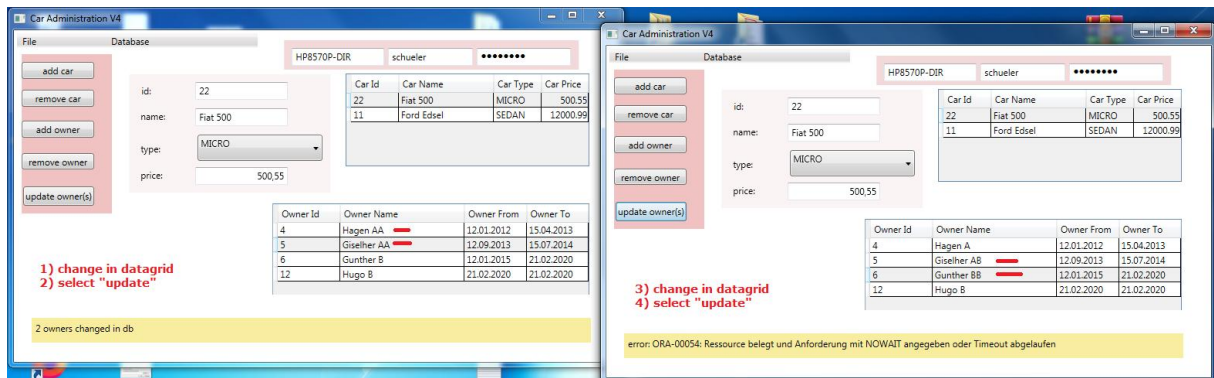 Car Administration V4
File Database
HP8570P-DIR schueler ••••••••
add car
remove car
add owner
remove owner
update owner(s)
id: 22
name: Fiat 500
type: MICRO
price: 500,55
Car Id Car Name Car Type Car Price
22 Fiat 500 MICRO 500.55
11 Ford Edsel SEDAN 12000.99
Owner Id Owner Name Owner From Owner To
4 Hagen AA 12.01.2012 15.04.2013
5 Giselher AA 12.09.2013 15.07.2014
6 Gunther B 12.01.2015 21.02.2020
12 Hugo B 21.02.2020 21.02.2020
1) change in datagrid
2) select "update"
2 owners changed in db
Car Administration V4
File Database
HP8570P-DIR schueler ••••••••
add car
remove car
add owner
remove owner
update owner(s)
id: 22
name: Fiat 500
type: MICRO
price: 500,55
Car Id Car Name Car Type Car Price
22 Fiat 500 MICRO 500.55
11 Ford Edsel SEDAN 12000.99
Owner Id Owner Name Owner From Owner To
4 Hagen A 12.01.2012 15.04.2013
5 Giselher AB 12.09.2013 15.07.2014
6 Gunther BB 12.01.2015 21.02.2020
12 Hugo B 21.02.2020 21.02.2020
3) change in datagrid
4) select "update"
error: ORA-00054: Ressource belegt und Anforderung mit NOWAIT angegeben oder Timeout abgelaufen